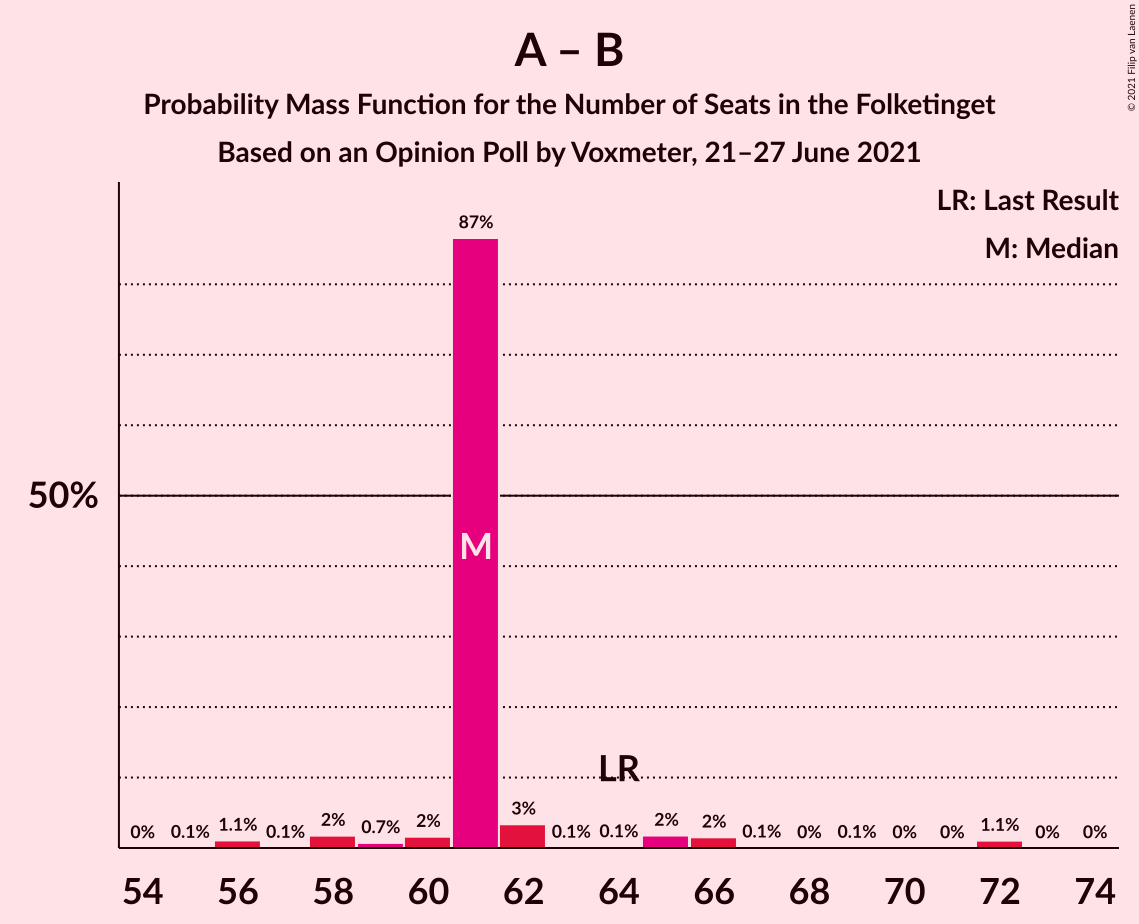 A – B
Probability Mass Function for the Number of Seats in the Folketinget
Based on an Opinion Poll by Voxmeter, 21–27 June 2021
© 2021 Filip van Laenen
LR: Last Result
M: Median
87%
50%
M
LR
0% 0.1% 1.1% 0.1% 2% 0.7% 2% 3% 0.1% 0.1% 2% 2% 0.1% 0% 0.1% 0% 0% 1.1% 0% 0%
54 56 58 60 62 64 66 68 70 72 74